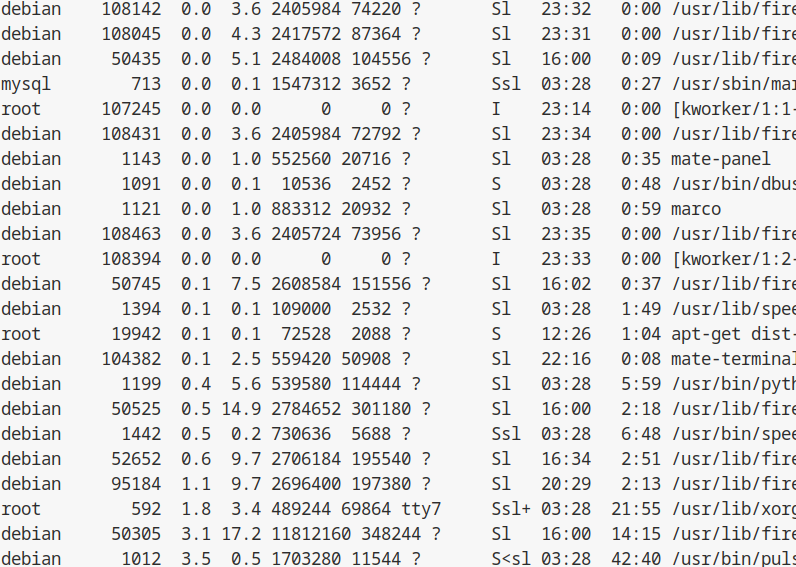 debian    108142  0.0  3.6 2405984 74220 ?       Sl   23:32   0:00 /usr/lib/fire
debian    108045  0.0  4.3 2417572 87364 ?       Sl   23:31   0:00 /usr/lib/fire
debian     50435  0.0  5.1 2484008 104556 ?      Sl   16:00   0:09 /usr/lib/fire
mysql        713  0.0  0.1 1547312 3652 ?        Ssl  03:28   0:27 /usr/sbin/mar
root      107245  0.0  0.0      0     0 ?        I    23:14   0:00 [kworker/1:1-
debian    108431  0.0  3.6 2405984 72792 ?       Sl   23:34   0:00 /usr/lib/fire
debian      1143  0.0  1.0 552560 20716 ?        Sl   03:28   0:35 mate-panel
debian      1091  0.0  0.1  10536  2452 ?        S    03:28   0:48 /usr/bin/dbus
debian      1121  0.0  1.0 883312 20932 ?        Sl   03:28   0:59 marco
debian    108463  0.0  3.6 2405724 73956 ?       Sl   23:35   0:00 /usr/lib/fire
root      108394  0.0  0.0      0     0 ?        I    23:33   0:00 [kworker/1:2-
debian     50745  0.1  7.5 2608584 151556 ?      Sl   16:02   0:37 /usr/lib/fire
debian      1394  0.1  0.1 109000  2532 ?        Sl   03:28   1:49 /usr/lib/spee
root       19942  0.1  0.1  72528  2088 ?        S    12:26   1:04 apt-get dist-
debian    104382  0.1  2.5 559420 50908 ?        Sl   22:16   0:08 mate-terminal
debian      1199  0.4  5.6 539580 114444 ?       Sl   03:28   5:59 /usr/bin/pyth
debian     50525  0.5 14.9 2784652 301180 ?      Sl   16:00   2:18 /usr/lib/fire
debian      1442  0.5  0.2 730636  5688 ?        Ssl  03:28   6:48 /usr/bin/spee
debian     52652  0.6  9.7 2706184 195540 ?      Sl   16:34   2:51 /usr/lib/fire
debian     95184  1.1  9.7 2696400 197380 ?      Sl   20:29   2:13 /usr/lib/fire
root         592  1.8  3.4 489244 69864 tty7     Ssl+ 03:28  21:55 /usr/lib/xorg
debian     50305  3.1 17.2 11812160 348244 ?     Sl   16:00  14:15 /usr/lib/fire
debian      1012  3.5  0.5 1703280 11544 ?       S<sl 03:28  42:40 /usr/bin/puls